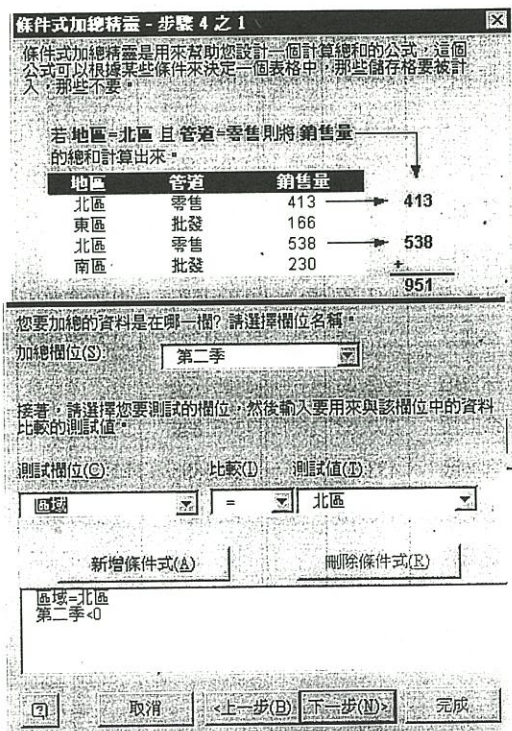 條件式加總精靈 - 步驟 4 之 1
條件式加總精靈是用來幫助您設計一個計算總和的公式，這個
公式可以根據某些條件來決定一個表格中，那些儲存格要被計
入，那些不要。
若 地區=北區 且 管道=零售則將 銷售量
的總和計算出來。
地區 管道 銷售量
北區 零售 413 413
東區 批發 166
北區 零售 538 538
南區 批發 230 +
951
您要加總的資料是在哪一欄? 請選擇欄位名稱。
加總欄位(S): 第二季
接著，請選擇您要測試的欄位，然後輸入要用來與該欄位中的資料
比較的測試值。
測試欄位(C): 比較(I) 測試值(T):
區域 = 北區
新增條件式(A) 刪除條件式(R)
區域=北區
第二季<0
取消 <上一步(B) 下一步(N)> 完成